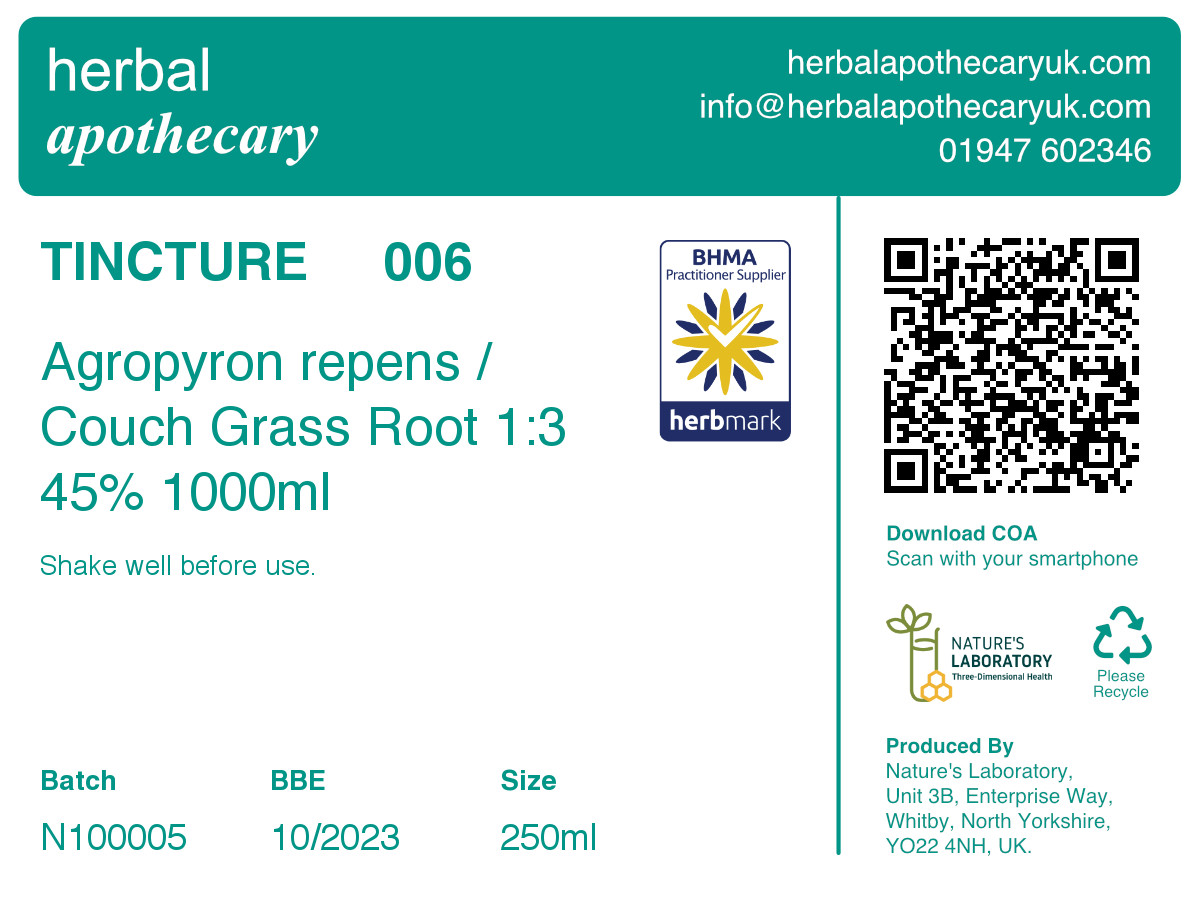 herbal
apothecary
herbalapothecaryuk.com
info@herbalapothecaryuk.com
01947 602346
TINCTURE 006
Agropyron repens /
Couch Grass Root 1:3
45% 1000ml
Shake well before use.
BHMA
Practitioner Supplier
herbmark
Batch BBE Size
N100005 10/2023 250ml
Download COA
Scan with your smartphone
NATURE'S
LABORATORY
Three-Dimensional Health
Please
Recycle
Produced By
Nature's Laboratory,
Unit 3B, Enterprise Way,
Whitby, North Yorkshire,
YO22 4NH, UK.